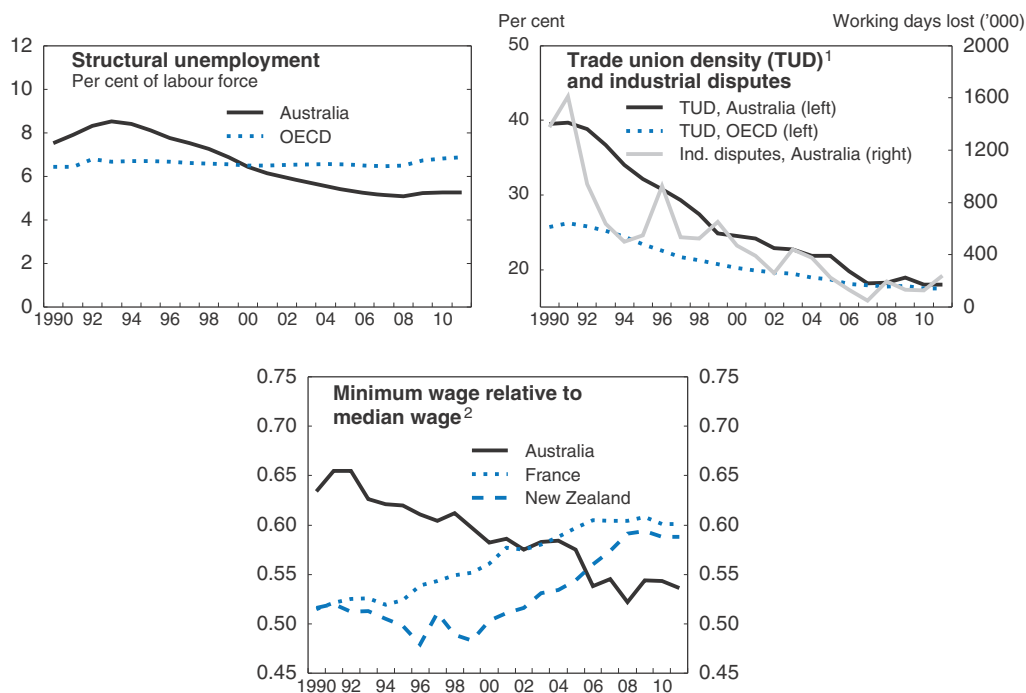 Structural unemployment
Per cent of labour force
Australia
OECD
12
10
8
6
4
2
0
1990 92 94 96 98 00 02 04 06 08 10
Per cent
Working days lost ('000)
Trade union density (TUD)1
and industrial disputes
TUD, Australia (left)
TUD, OECD (left)
Ind. disputes, Australia (right)
50
40
30
20
2000
1600
1200
800
400
0
1990 92 94 96 98 00 02 04 06 08 10
Minimum wage relative to
median wage2
Australia
France
New Zealand
0.75
0.70
0.65
0.60
0.55
0.50
0.45
0.75
0.70
0.65
0.60
0.55
0.50
0.45
1990 92 94 96 98 00 02 04 06 08 10